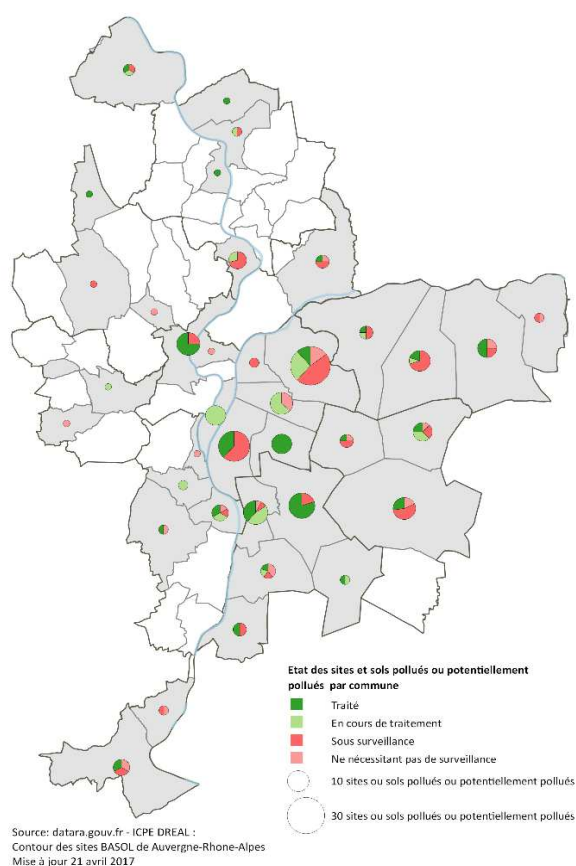 Etat des sites et sols pollués ou potentiellement
pollués par commune
Traité
En cours de traitement
Sous surveillance
Ne nécessitant pas de surveillance
10 sites ou sols pollués ou potentiellement pollués
30 sites ou sols pollués ou potentiellement pollués
Source: datara.gouv.fr - ICPE DREAL :
Contour des sites BASOL de Auvergne-Rhone-Alpes
Mise à jour 21 avril 2017